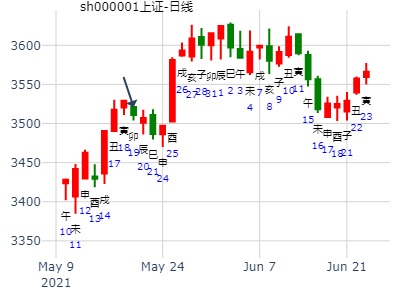 sh000001上证-日线
3600
3550
3500
3450
3400
3350
午
10
未
11
申
12
酉
13
戌
14
丑
17
寅
18
卯
19
辰
20
巳
21
申
24
酉
25
戌
26
亥
27
子
28
卯
31
辰
1
巳
2
午
3
未
4
戌
7
亥
8
子
9
丑
10
寅
11
午
15
未
16
申
17
酉
18
子
21
丑
22
寅
23
May 9
2021
May 24
Jun 7
Jun 21